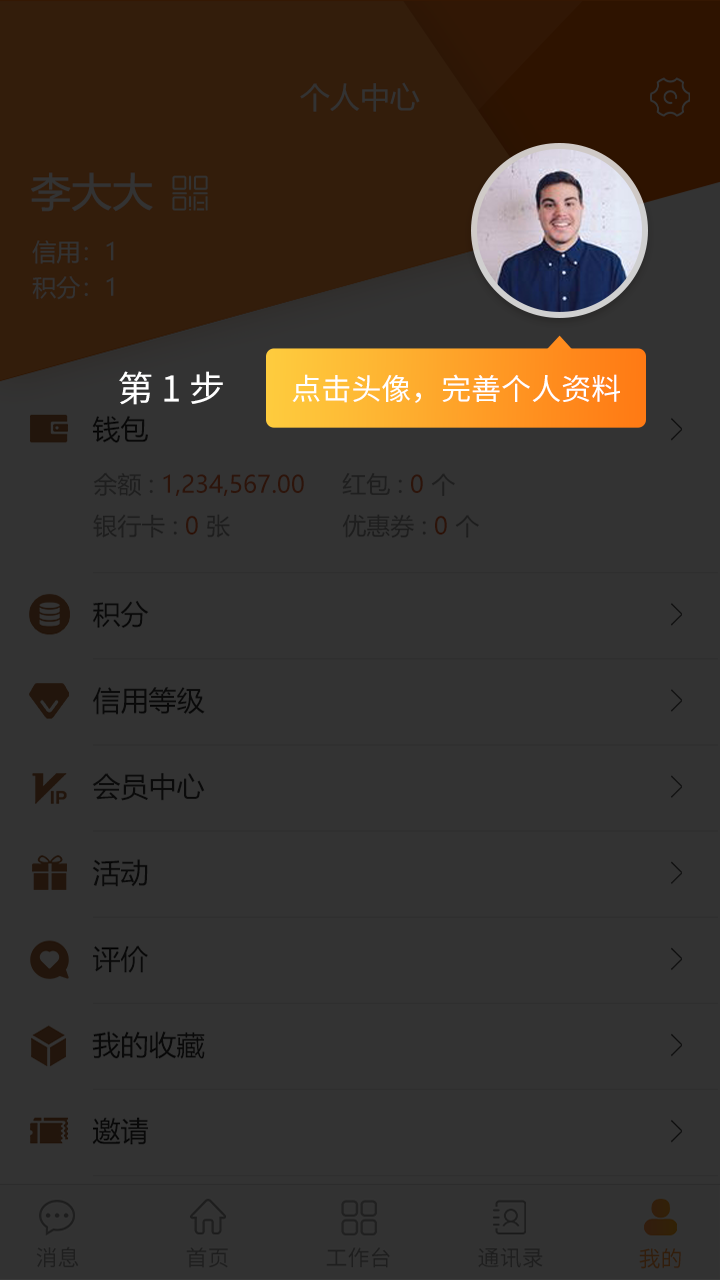 个人中心
李大大
信用：1
积分：1
第 1 步
点击头像，完善个人资料
钱包
余额 : 1,234,567.00 红包 : 0 个
银行卡 : 0 张 优惠券 : 0 个
积分
信用等级
VIP 会员中心
活动
评价
我的收藏
邀请
消息 首页 工作台 通讯录 我的